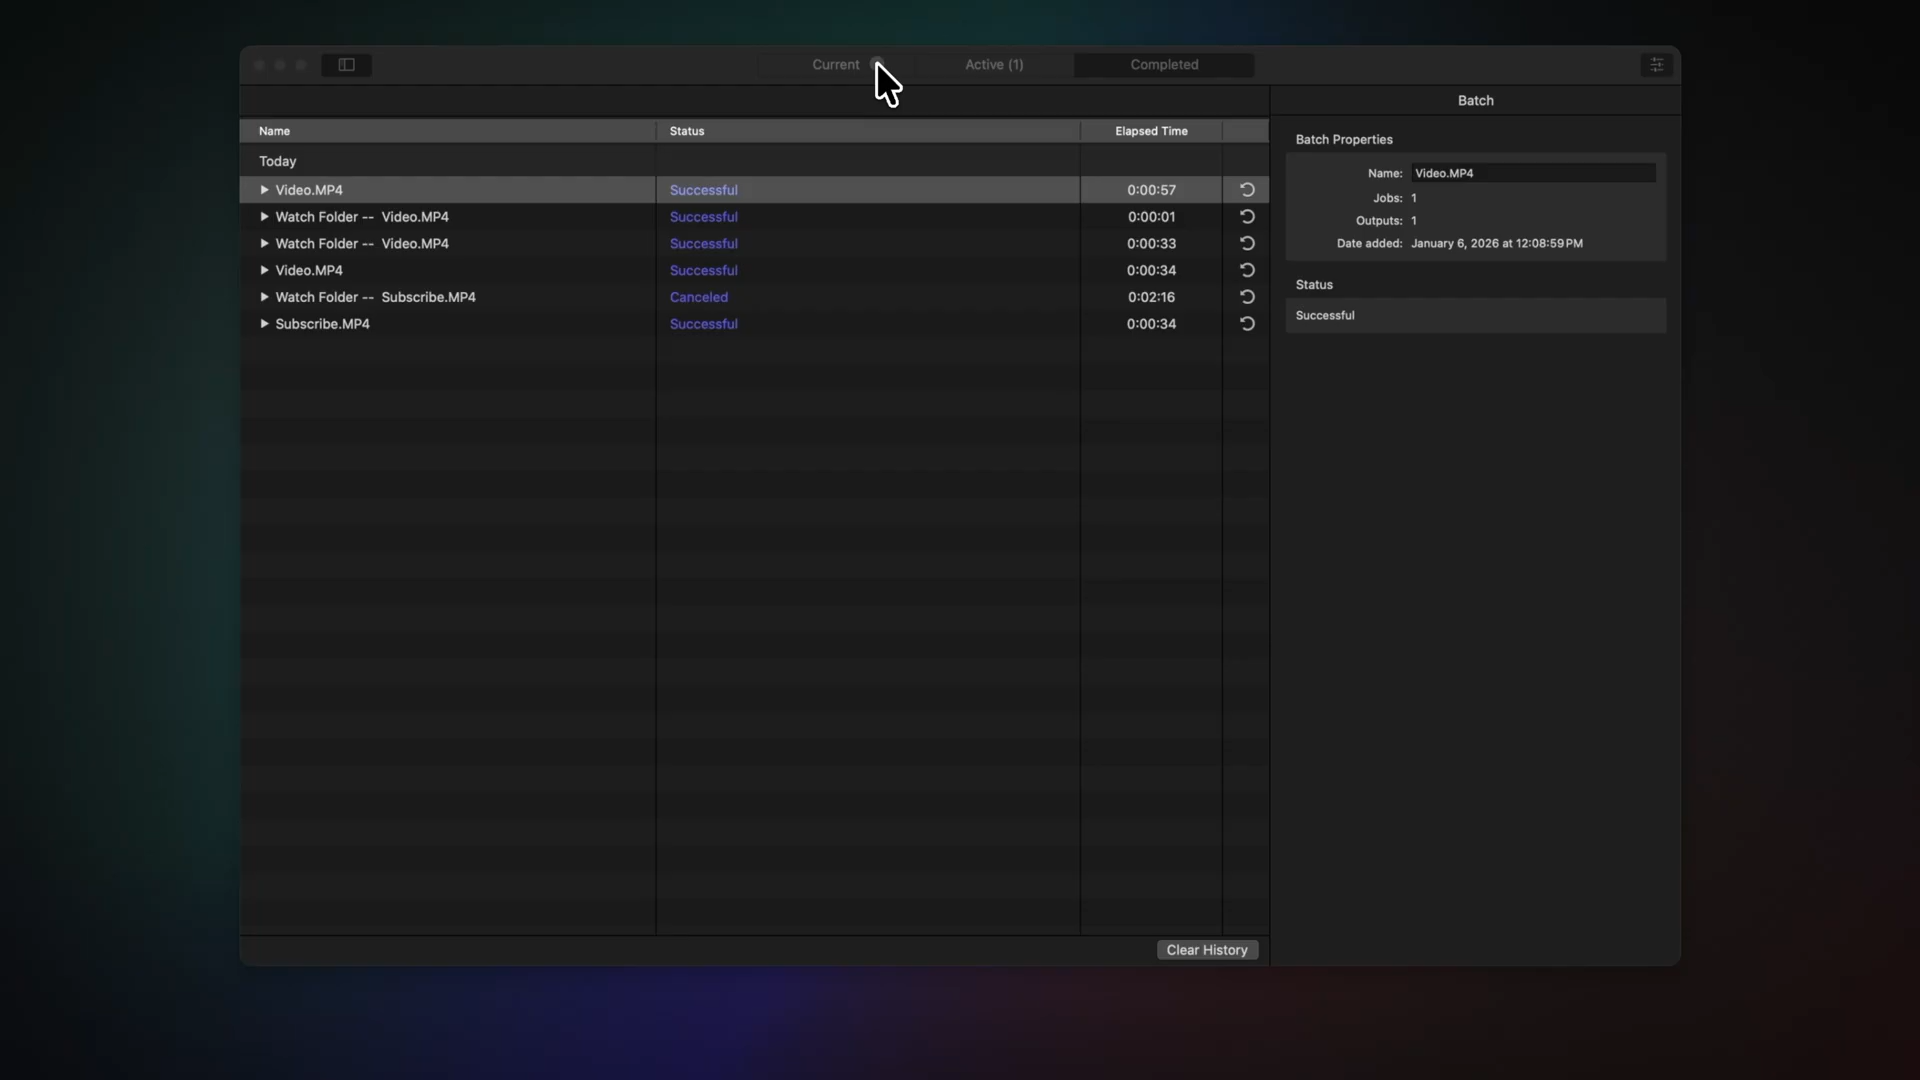 Current
Active (1)
Completed
Batch
Name
Status
Elapsed Time
Today
Video.MP4
Successful
0:00:57
Watch Folder -- Video.MP4
Successful
0:00:01
Watch Folder -- Video.MP4
Successful
0:00:33
Video.MP4
Successful
0:00:34
Watch Folder -- Subscribe.MP4
Canceled
0:02:16
Subscribe.MP4
Successful
0:00:34
Clear History
Batch Properties
Name: Video.MP4
Jobs: 1
Outputs: 1
Date added: January 6, 2026 at 12:08:59 PM
Status
Successful